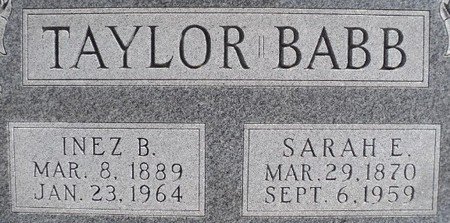 TAYLOR BABB
INEZ B.
MAR. 8, 1889
JAN. 23, 1964
SARAH E.
MAR. 29, 1870
SEPT. 6, 1959